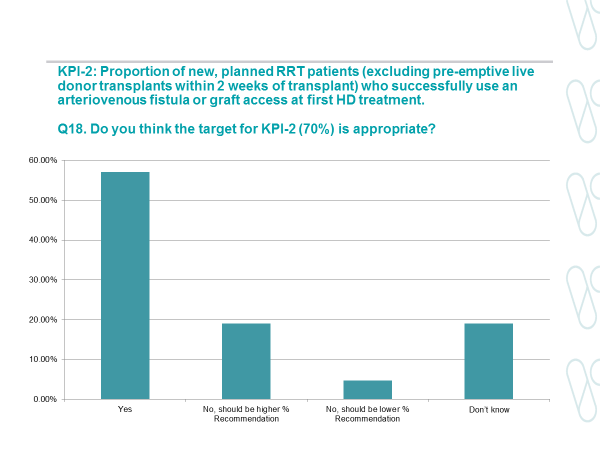 KPI-2: Proportion of new, planned RRT patients (excluding pre-emptive live
donor transplants within 2 weeks of transplant) who successfully use an
arteriovenous fistula or graft access at first HD treatment.
Q18. Do you think the target for KPI-2 (70%) is appropriate?
60.00%
50.00%
40.00%
30.00%
20.00%
10.00%
0.00%
Yes
No, should be higher %
Recommendation
No, should be lower %
Recommendation
Don't know